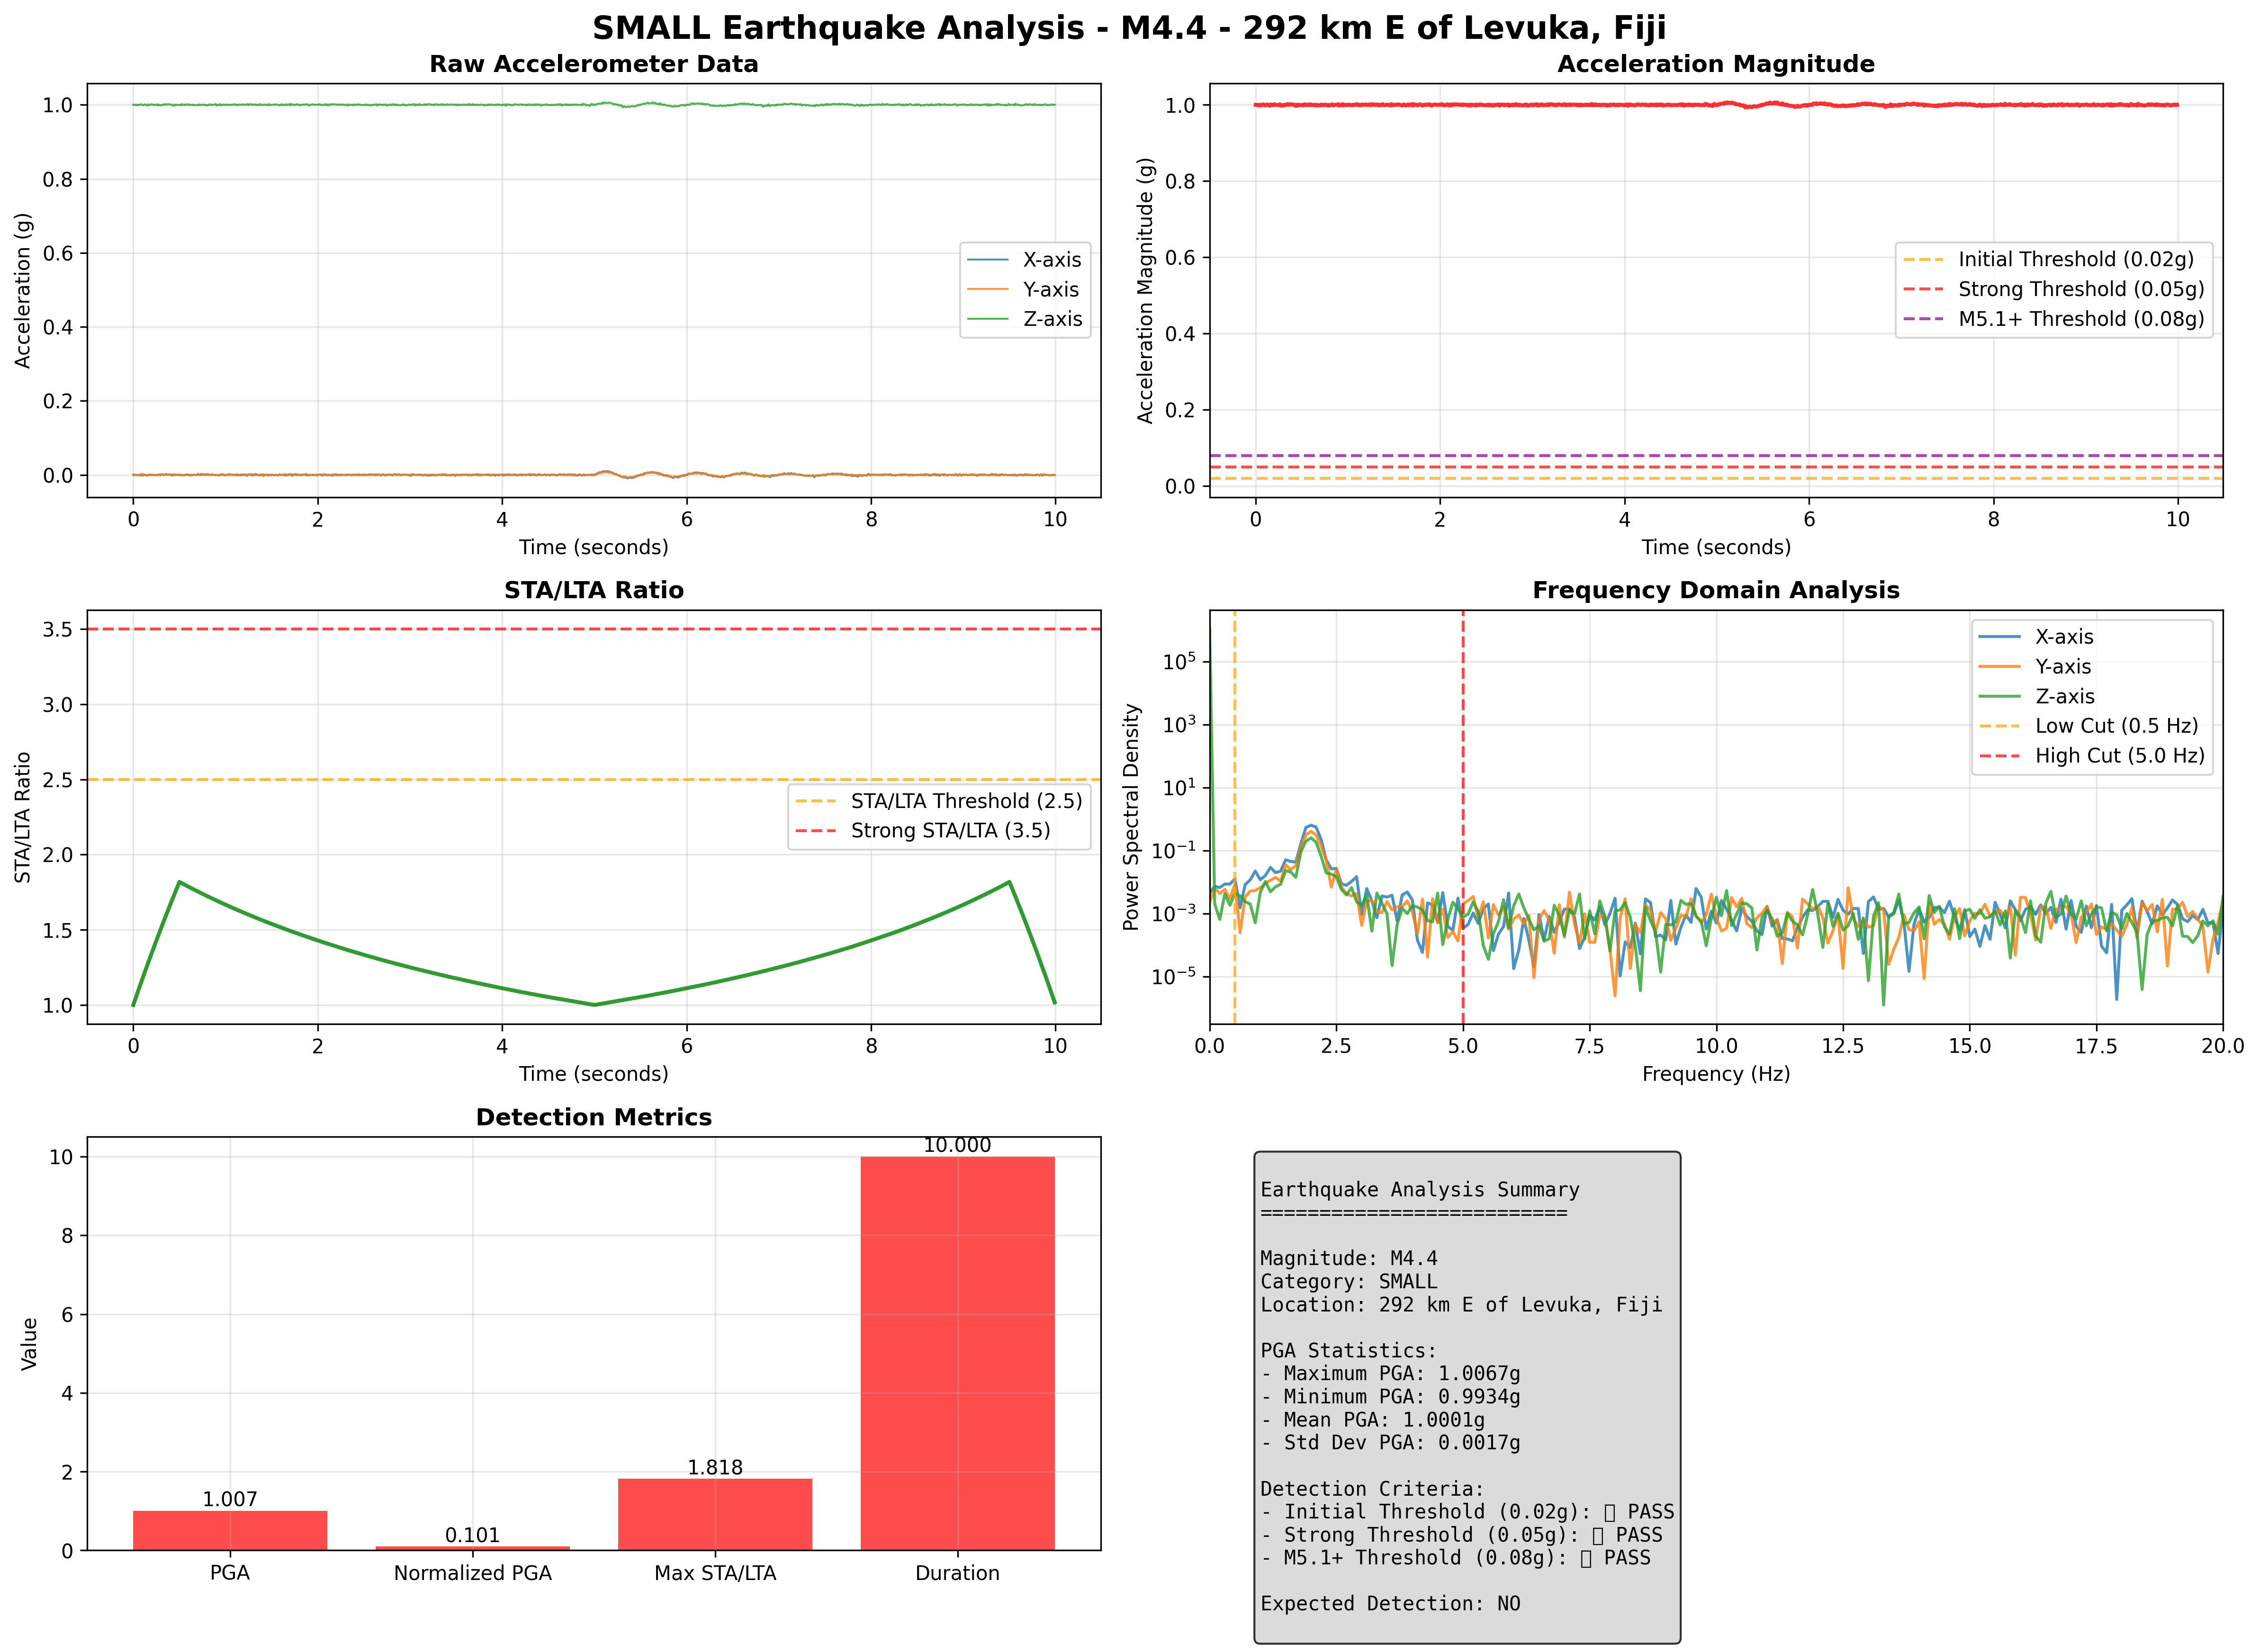 SMALL Earthquake Analysis - M4.4 - 292 km E of Levuka, Fiji
Raw Accelerometer Data
Acceleration (g)
1.0
0.8
0.6
0.4
0.2
0.0
X-axis
Y-axis
Z-axis
0 2 4 6 8 10
Time (seconds)
Acceleration Magnitude
Acceleration Magnitude (g)
1.0
0.8
0.6
0.4
0.2
0.0
Initial Threshold (0.02g)
Strong Threshold (0.05g)
M5.1+ Threshold (0.08g)
0 2 4 6 8 10
Time (seconds)
STA/LTA Ratio
STA/LTA Ratio
3.5
3.0
2.5
2.0
1.5
1.0
STA/LTA Threshold (2.5)
Strong STA/LTA (3.5)
0 2 4 6 8 10
Time (seconds)
Frequency Domain Analysis
Power Spectral Density
10⁵
10³
10¹
10⁻¹
10⁻³
10⁻⁵
X-axis
Y-axis
Z-axis
Low Cut (0.5 Hz)
High Cut (5.0 Hz)
0.0 2.5 5.0 7.5 10.0 12.5 15.0 17.5 20.0
Frequency (Hz)
Detection Metrics
Value
10
8
6
4
2
0
1.007
0.101
1.818
10.000
PGA Normalized PGA Max STA/LTA Duration
Earthquake Analysis Summary
==========================
Magnitude: M4.4
Category: SMALL
Location: 292 km E of Levuka, Fiji
PGA Statistics:
- Maximum PGA: 1.0067g
- Minimum PGA: 0.9934g
- Mean PGA: 1.0001g
- Std Dev PGA: 0.0017g
Detection Criteria:
- Initial Threshold (0.02g): ▯ PASS
- Strong Threshold (0.05g): ▯ PASS
- M5.1+ Threshold (0.08g): ▯ PASS
Expected Detection: NO